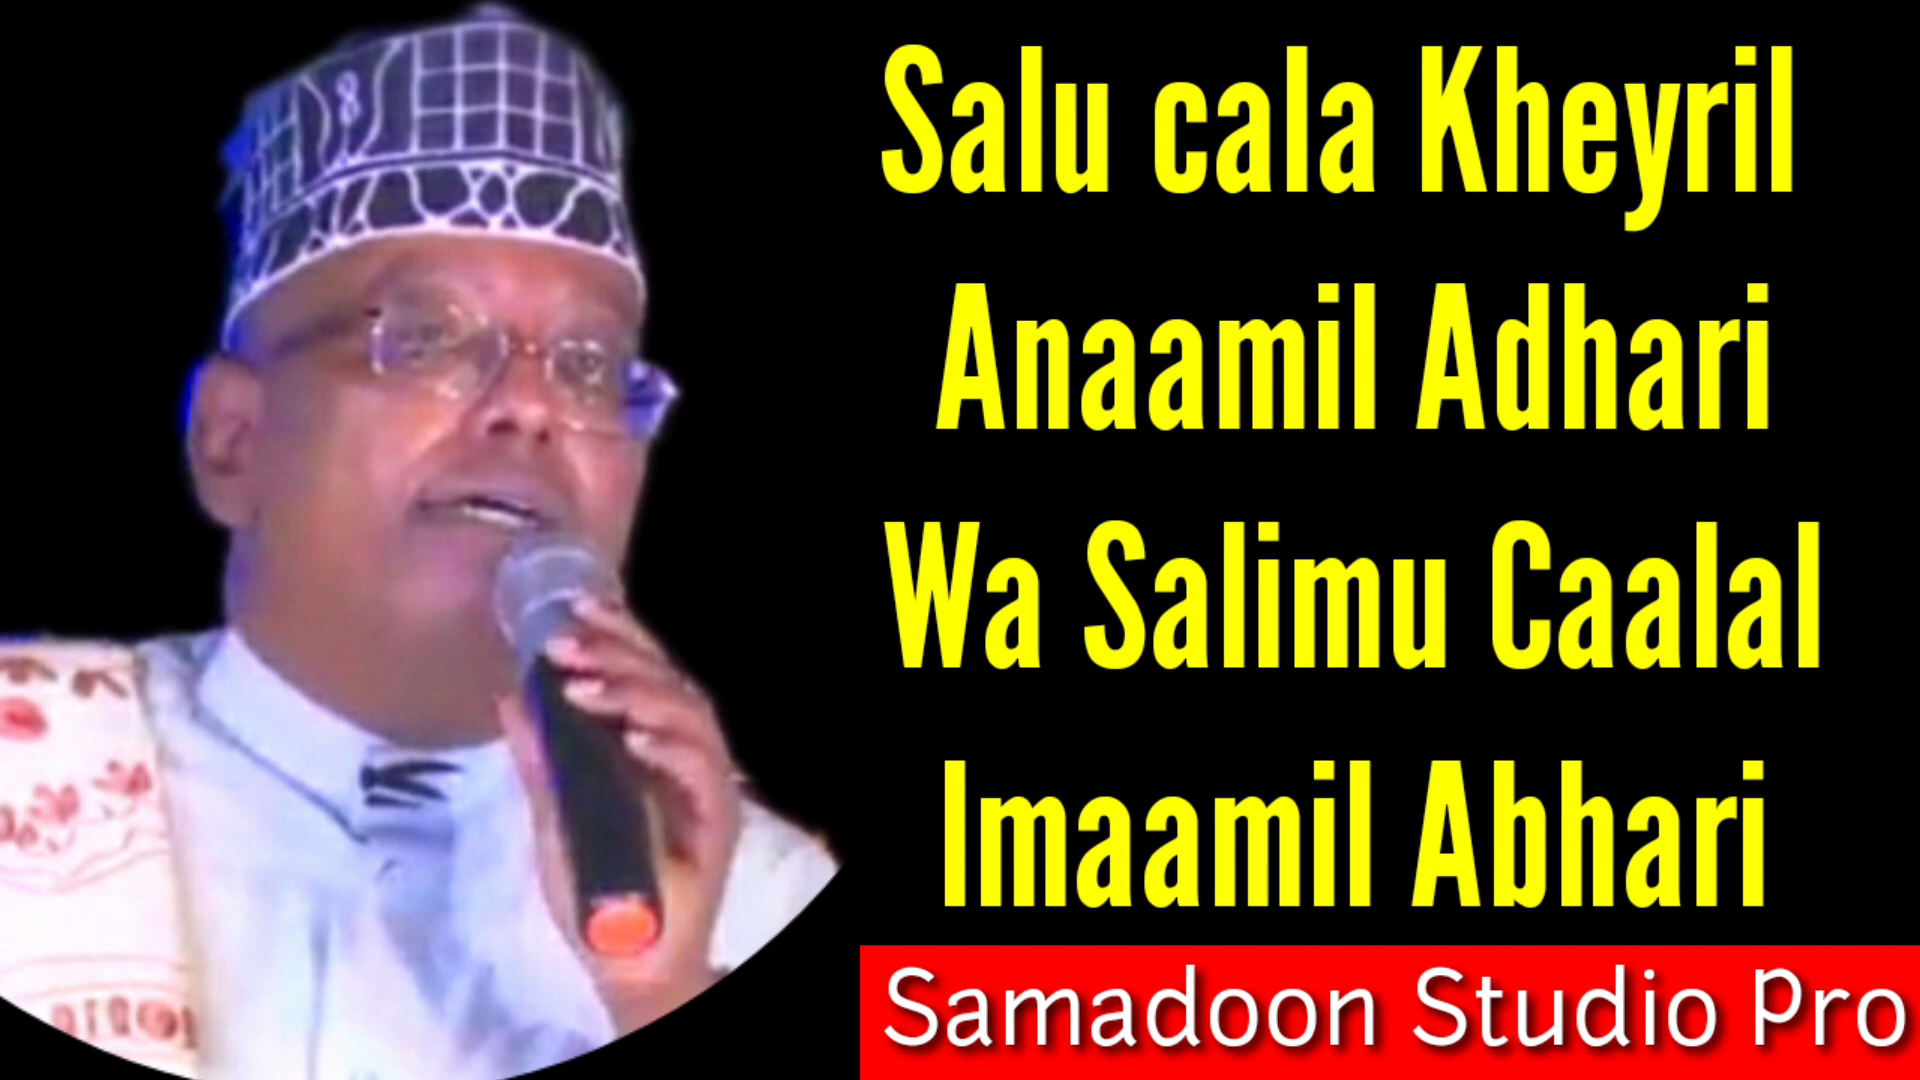 Salu cala Kheyril
Anaamil Adhari
Wa Salimu Caalal
Imaamil Abhari
Samadoon Studio Pro